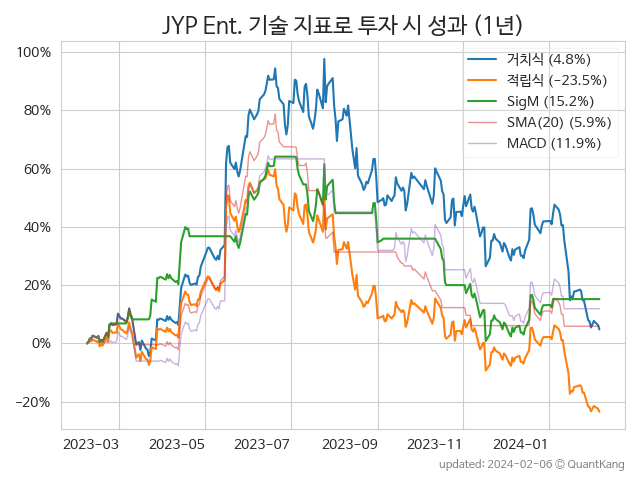 JYP Ent. 기술 지표로 투자 시 성과 (1년)
100%
80%
60%
40%
20%
0%
−20%
거치식 (4.8%)
적립식 (−23.5%)
SigM (15.2%)
SMA(20) (5.9%)
MACD (11.9%)
2023-03 2023-05 2023-07 2023-09 2023-11 2024-01
updated: 2024-02-06 © QuantKang